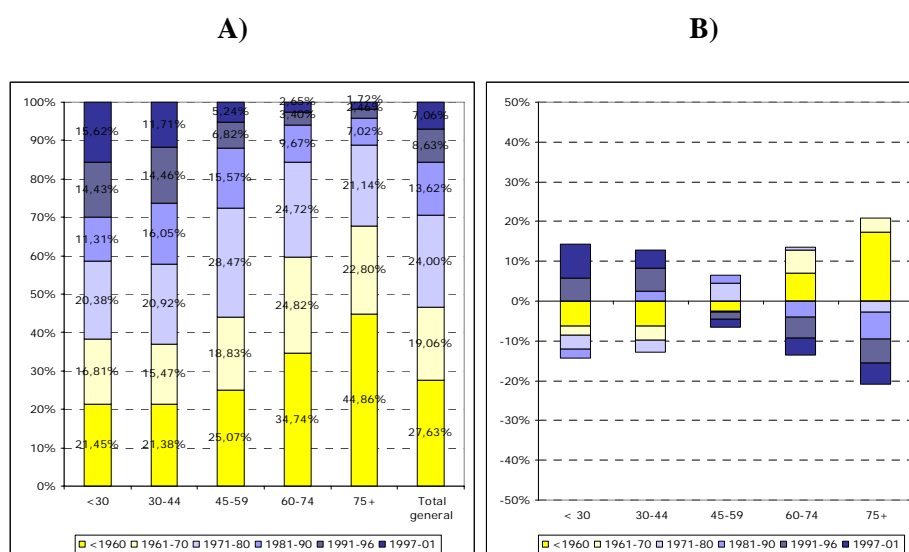 A)
B)
100%
90%
80%
70%
60%
50%
40%
30%
20%
10%
0%
15,62% 11,71% 5,24% 2,65% 1,72% 7,06%
14,43% 14,46% 6,82% 3,40% 2,46% 8,63%
11,31% 16,05% 15,57% 9,67% 7,02% 13,62%
20,38% 20,92% 28,47% 24,72% 21,14% 24,00%
16,81% 15,47% 18,83% 24,82% 22,80% 19,06%
21,45% 21,38% 25,07% 34,74% 44,86% 27,63%
<30 30-44 45-59 60-74 75+ Total general
<1960 1961-70 1971-80 1981-90 1991-96 1997-01
50%
40%
30%
20%
10%
0%
-10%
-20%
-30%
-40%
-50%
< 30 30-44 45-59 60-74 75+
<1960 1961-70 1971-80 1981-90 1991-96 1997-01